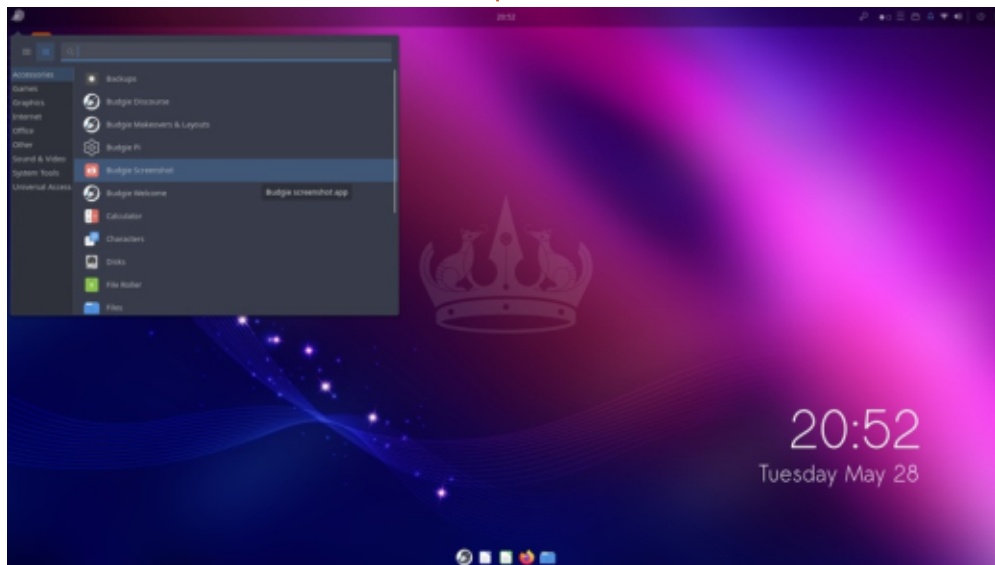 20:52
Accessories
Games
Graphics
Internet
Office
Other
Sound & Video
System Tools
Universal Access
Backups
Budgie Discourse
Budgie Makeovers & Layouts
Budgie Pi
Budgie Screenshot
Budgie Welcome
Budgie screenshot app
Calculator
Characters
Disks
File Roller
Files
20:52
Tuesday May 28